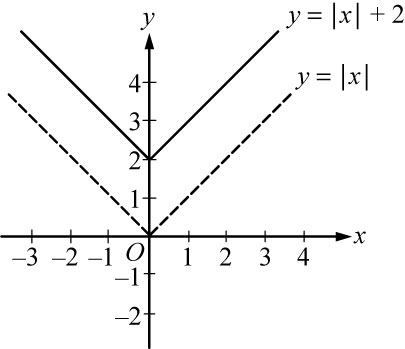 y
y = |x| + 2
y = |x|
4
3
2
1
O
x
−3 −2 −1 1 2 3 4
−1
−2